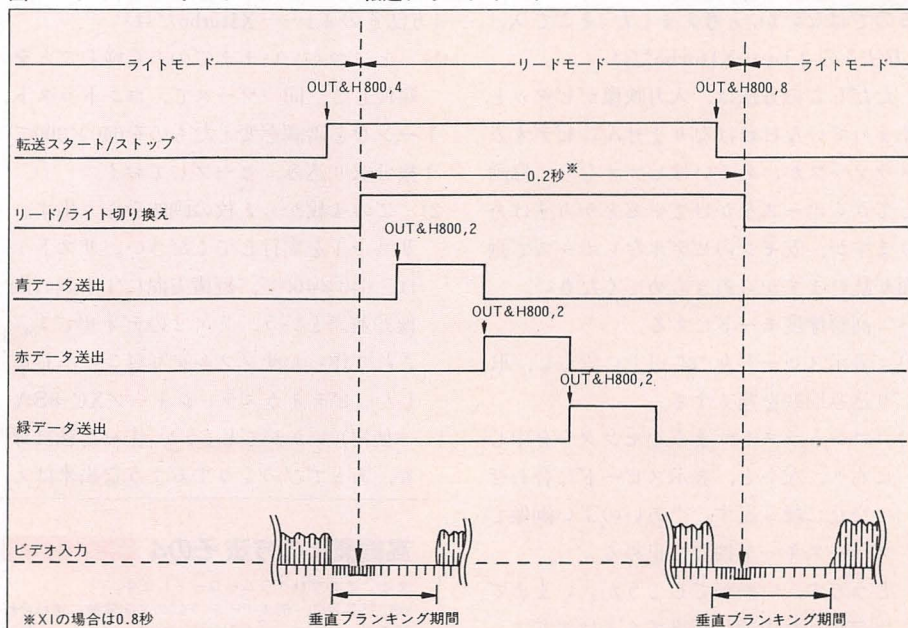 ライトモード リードモード ライトモード
OUT&H800,4 OUT&H800,8
転送スタート/ストップ
0.2秒※
リード/ライト切り換え
OUT&H800,2
青データ送出
OUT&H800,2
赤データ送出
OUT&H800,2
緑データ送出
ビデオ入力
※X1の場合は0.8秒 垂直ブランキング期間 垂直ブランキング期間